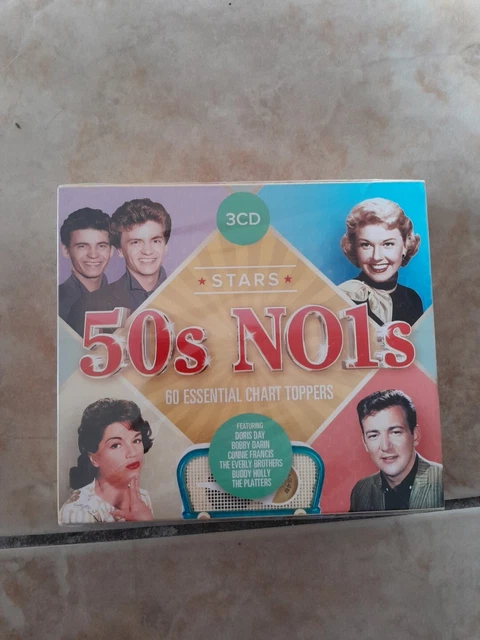 3CD
STARS
50s NO1s
60 ESSENTIAL CHART TOPPERS
FEATURING
DORIS DAY
BOBBY DARIN
CONNIE FRANCIS
THE EVERLY BROTHERS
BUDDY HOLLY
THE PLATTERS